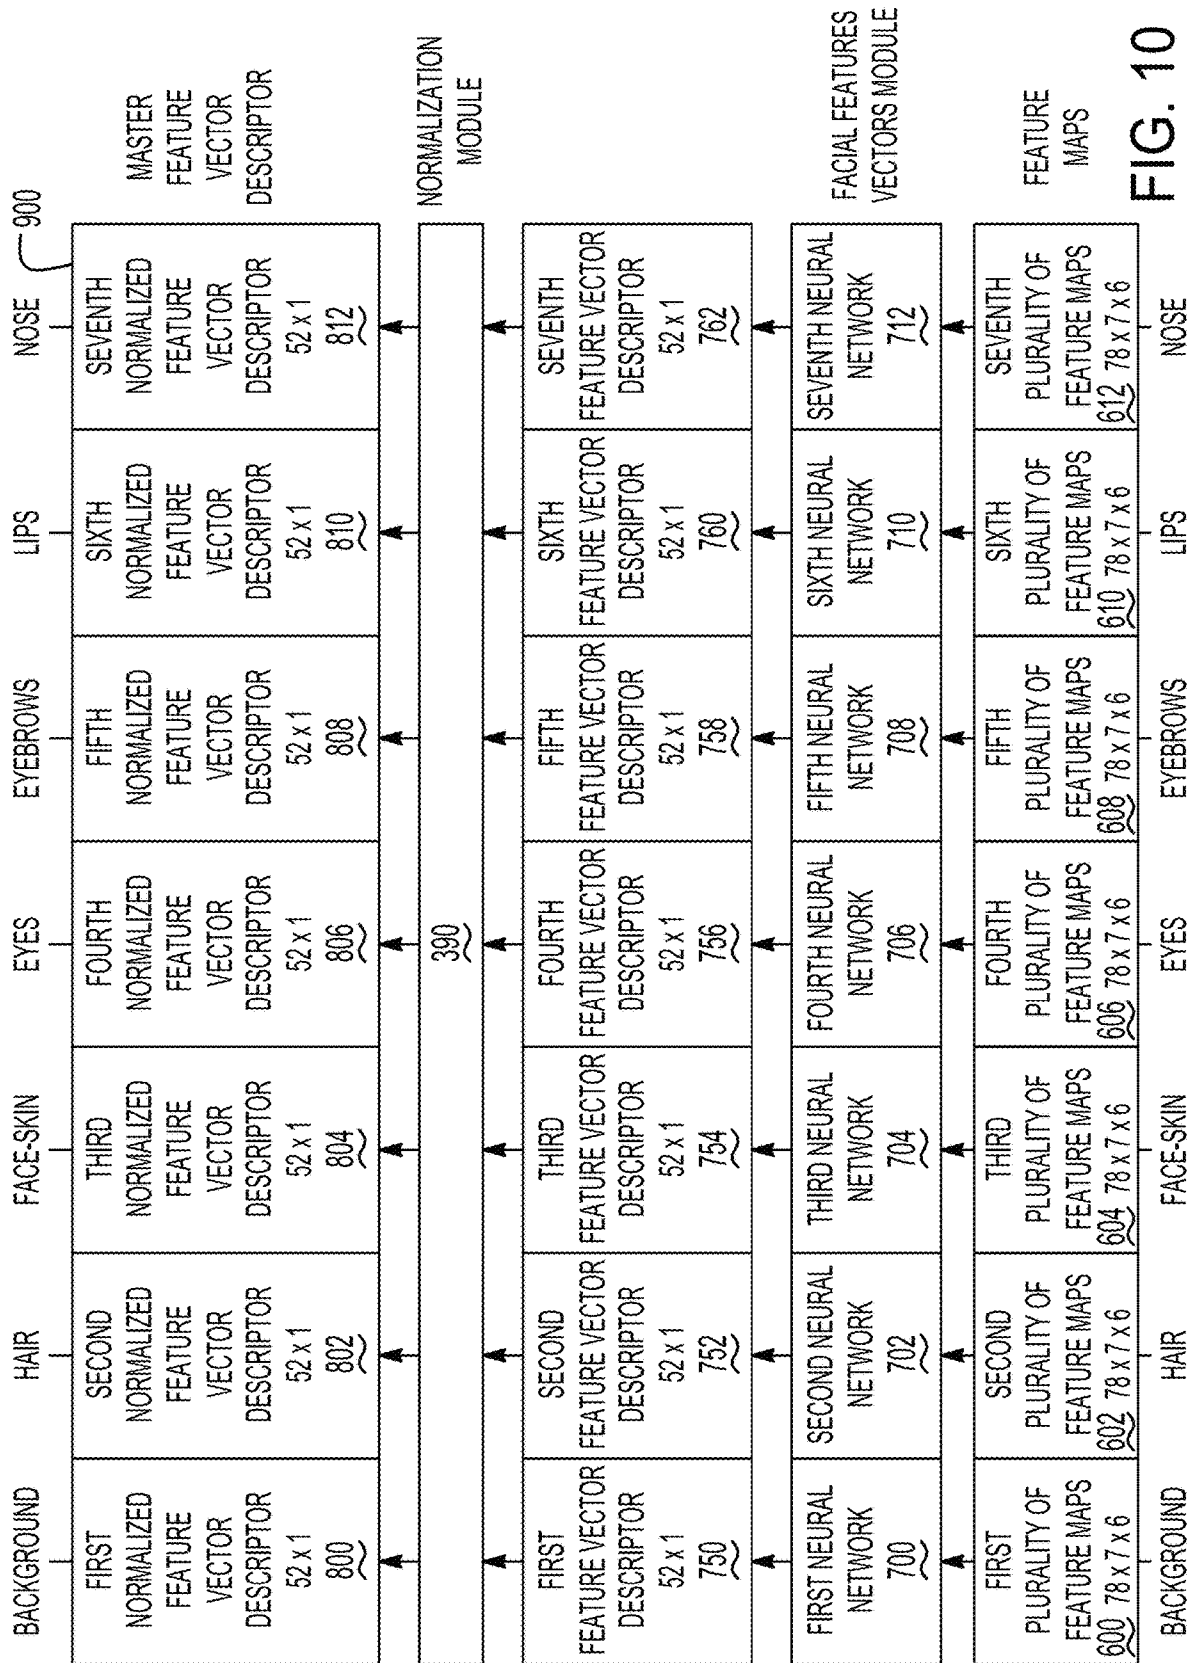 BACKGROUND
HAIR
FACE-SKIN
EYES
EYEBROWS
LIPS
NOSE
900
FIRST
NORMALIZED
FEATURE
VECTOR
DESCRIPTOR
52 x 1
800
SECOND
NORMALIZED
FEATURE
VECTOR
DESCRIPTOR
52 x 1
802
THIRD
NORMALIZED
FEATURE
VECTOR
DESCRIPTOR
52 x 1
804
FOURTH
NORMALIZED
FEATURE
VECTOR
DESCRIPTOR
52 x 1
806
FIFTH
NORMALIZED
FEATURE
VECTOR
DESCRIPTOR
52 x 1
808
SIXTH
NORMALIZED
FEATURE
VECTOR
DESCRIPTOR
52 x 1
810
SEVENTH
NORMALIZED
FEATURE
VECTOR
DESCRIPTOR
52 x 1
812
MASTER
FEATURE
VECTOR
DESCRIPTOR
390
NORMALIZATION
MODULE
FIRST
FEATURE VECTOR
DESCRIPTOR
52 x 1
750
SECOND
FEATURE VECTOR
DESCRIPTOR
52 x 1
752
THIRD
FEATURE VECTOR
DESCRIPTOR
52 x 1
754
FOURTH
FEATURE VECTOR
DESCRIPTOR
52 x 1
756
FIFTH
FEATURE VECTOR
DESCRIPTOR
52 x 1
758
SIXTH
FEATURE VECTOR
DESCRIPTOR
52 x 1
760
SEVENTH
FEATURE VECTOR
DESCRIPTOR
52 x 1
762
FIRST NEURAL
NETWORK
700
SECOND NEURAL
NETWORK
702
THIRD NEURAL
NETWORK
704
FOURTH NEURAL
NETWORK
706
FIFTH NEURAL
NETWORK
708
SIXTH NEURAL
NETWORK
710
SEVENTH NEURAL
NETWORK
712
FACIAL FEATURES
VECTORS MODULE
FIRST
PLURALITY OF
FEATURE MAPS
600 78 x 7 x 6
SECOND
PLURALITY OF
FEATURE MAPS
602 78 x 7 x 6
THIRD
PLURALITY OF
FEATURE MAPS
604 78 x 7 x 6
FOURTH
PLURALITY OF
FEATURE MAPS
606 78 x 7 x 6
FIFTH
PLURALITY OF
FEATURE MAPS
608 78 x 7 x 6
SIXTH
PLURALITY OF
FEATURE MAPS
610 78 x 7 x 6
SEVENTH
PLURALITY OF
FEATURE MAPS
612 78 x 7 x 6
FEATURE
MAPS
BACKGROUND
HAIR
FACE-SKIN
EYES
EYEBROWS
LIPS
NOSE
FIG. 10